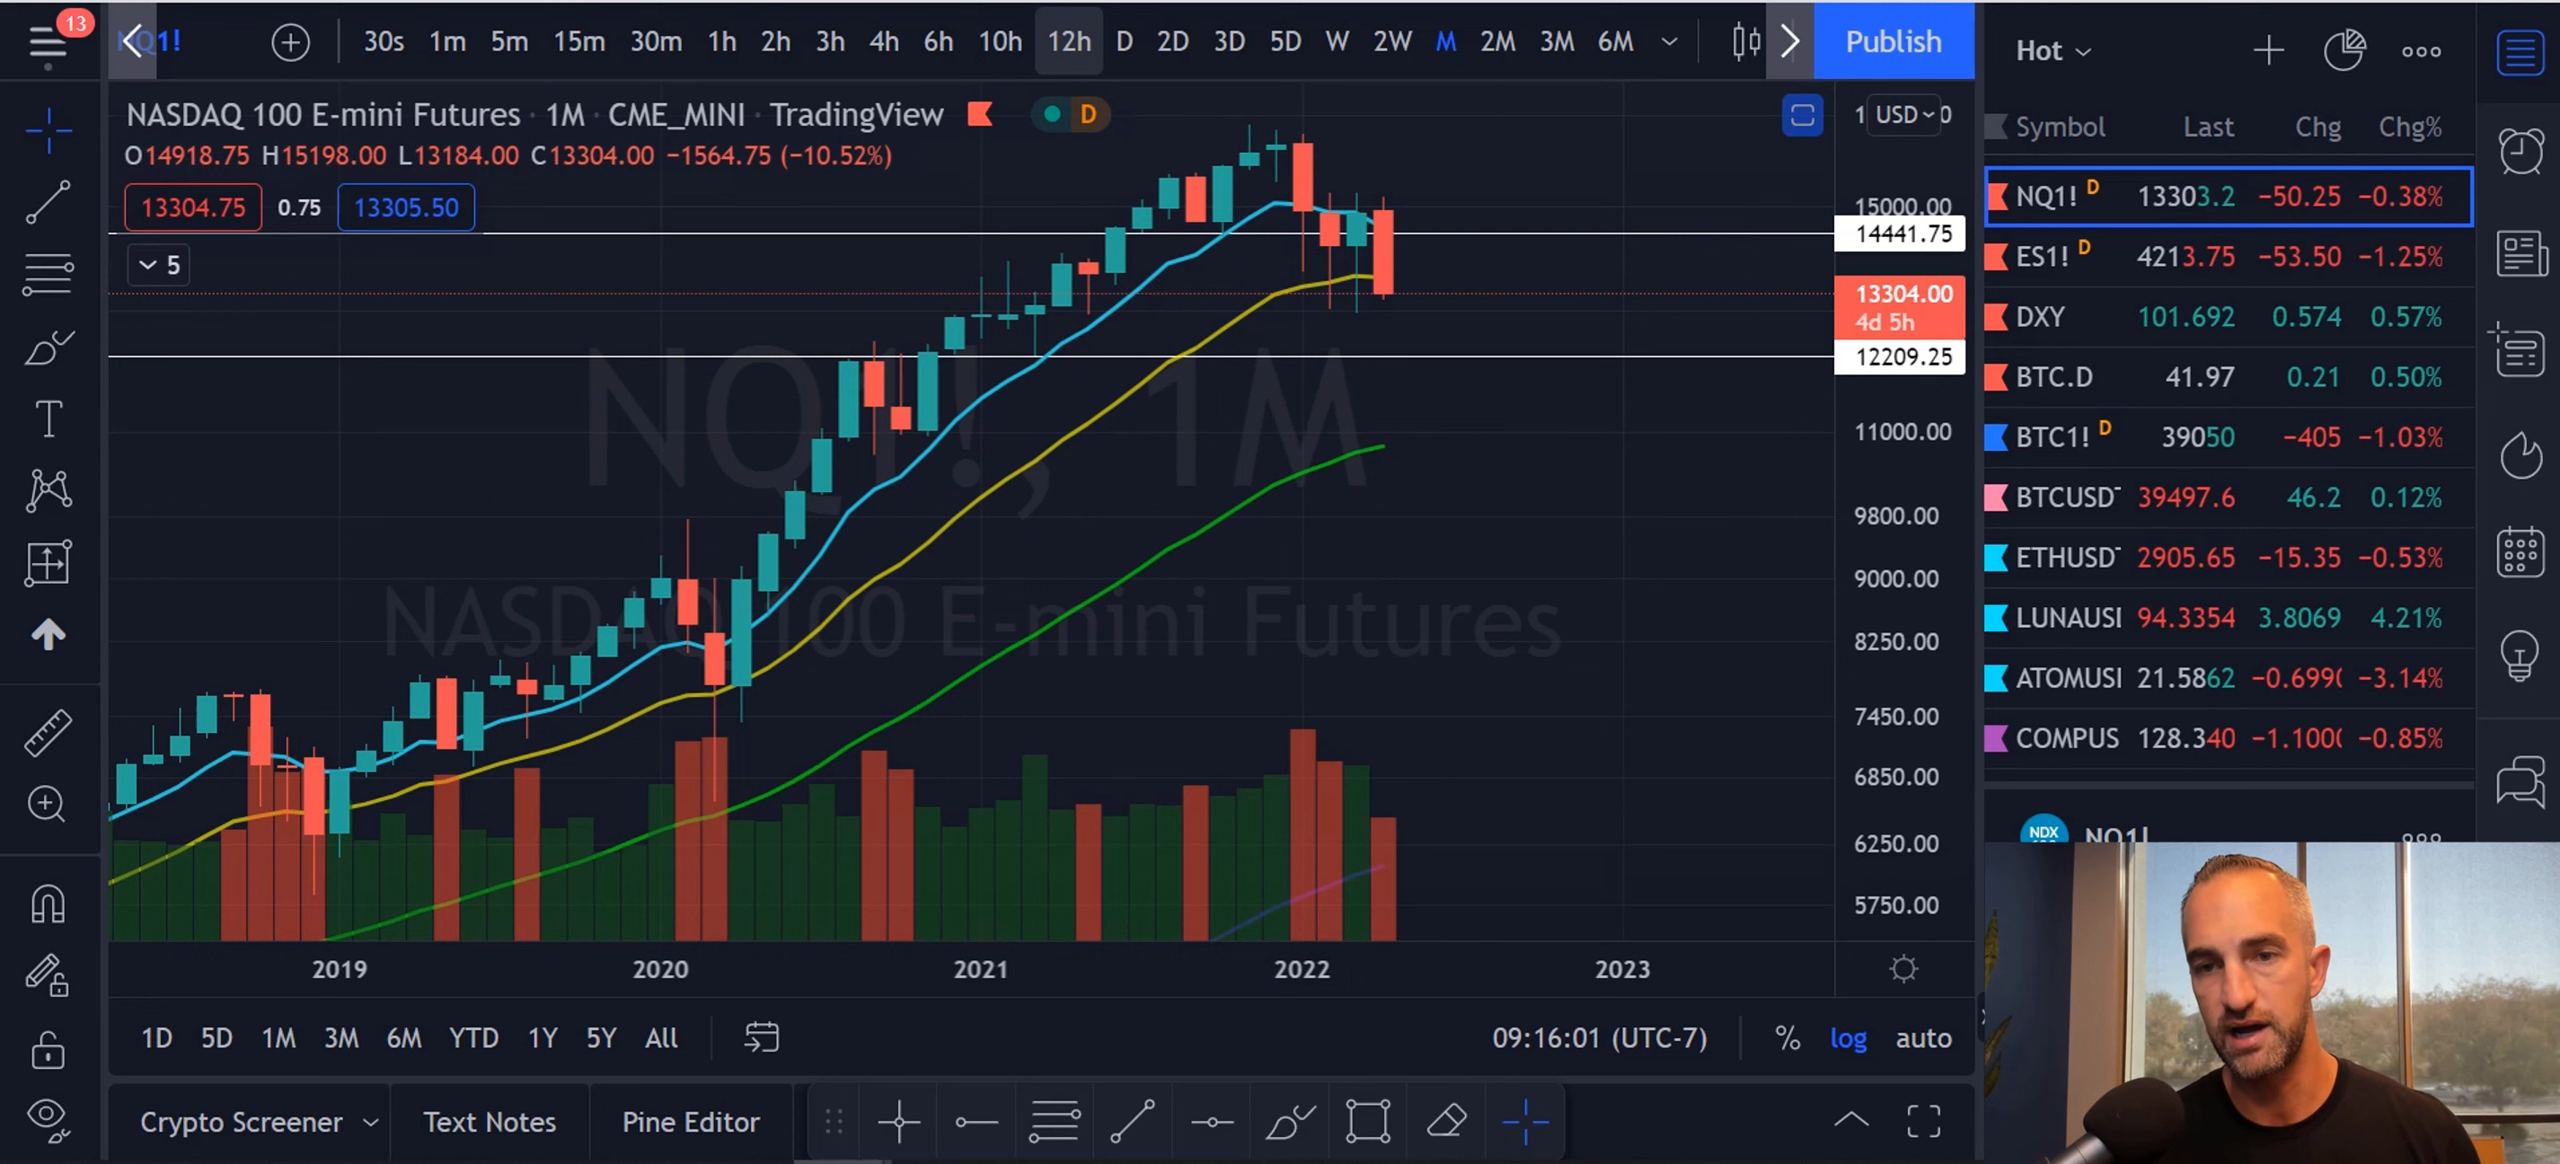 13
NQ1!
30s 1m 5m 15m 30m 1h 2h 3h 4h 6h 10h 12h D 2D 3D 5D W 2W M 2M 3M 6M
Publish
Hot
NASDAQ 100 E-mini Futures · 1M · CME_MINI · TradingView
D
O14918.75 H15198.00 L13184.00 C13304.00 −1564.75 (−10.52%)
13304.75 0.75 13305.50
5
USD
15000.00
14441.75
13304.00
4d 5h
12209.25
11000.00
9800.00
9000.00
8250.00
7450.00
6850.00
6250.00
5750.00
NQ1!, 1M
NASDAQ 100 E-mini Futures
2019 2020 2021 2022 2023
1D 5D 1M 3M 6M YTD 1Y 5Y All
09:16:01 (UTC-7) % log auto
Crypto Screener Text Notes Pine Editor
Symbol Last Chg Chg%
NQ1! D 13303.2 −50.25 −0.38%
ES1! D 4213.75 −53.50 −1.25%
DXY 101.692 0.574 0.57%
BTC.D 41.97 0.21 0.50%
BTC1! D 39050 −405 −1.03%
BTCUSD 39497.6 46.2 0.12%
ETHUSD 2905.65 −15.35 −0.53%
LUNAUSI 94.3354 3.8069 4.21%
ATOMUSI 21.5862 −0.699( −3.14%
COMPUS 128.340 −1.100( −0.85%
NDX
NQ1!